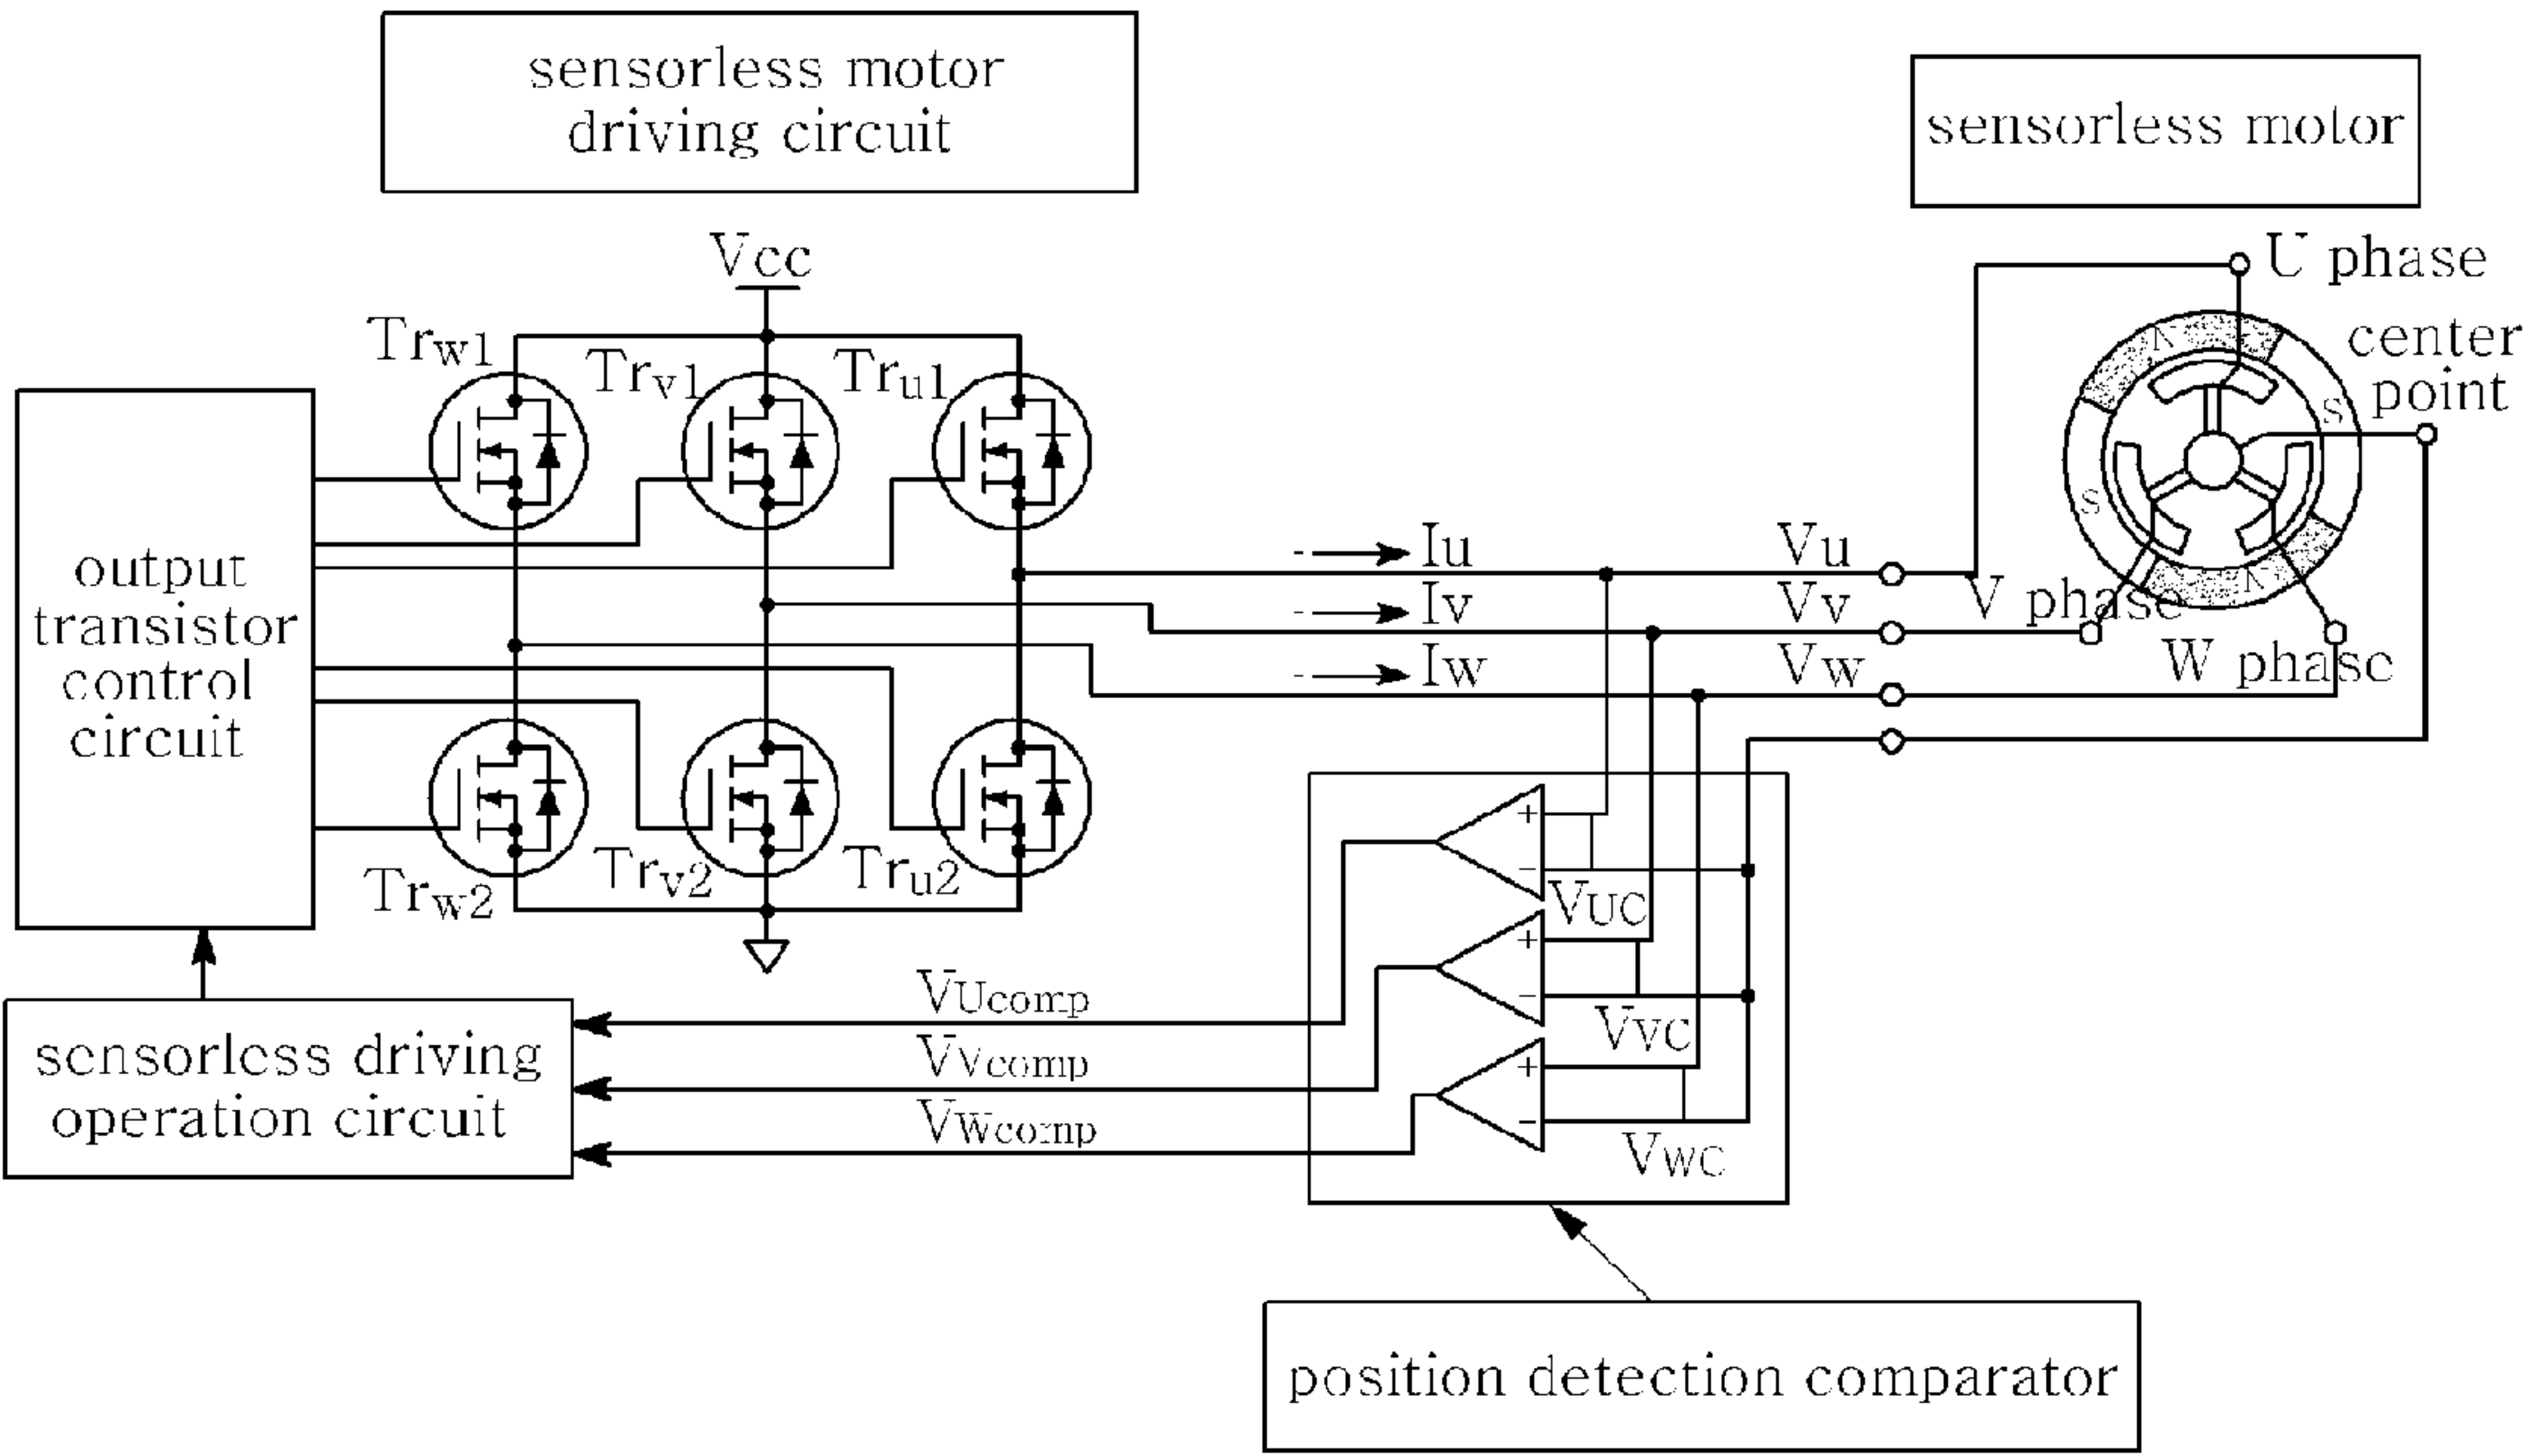 sensorless motor
driving circuit
sensorless motor
Vcc
U phase
center
point
Trw1
Trv1
Tru1
N
S
S
N
output
transistor
control
circuit
Iu
Vu
Iv
Vv
V phase
Iw
Vw
W phase
Trw2
Trv2
Tru2
+
−
VUC
+
−
VVC
+
−
VWC
VUcomp
VVcomp
VWcomp
sensorless driving
operation circuit
position detection comparator